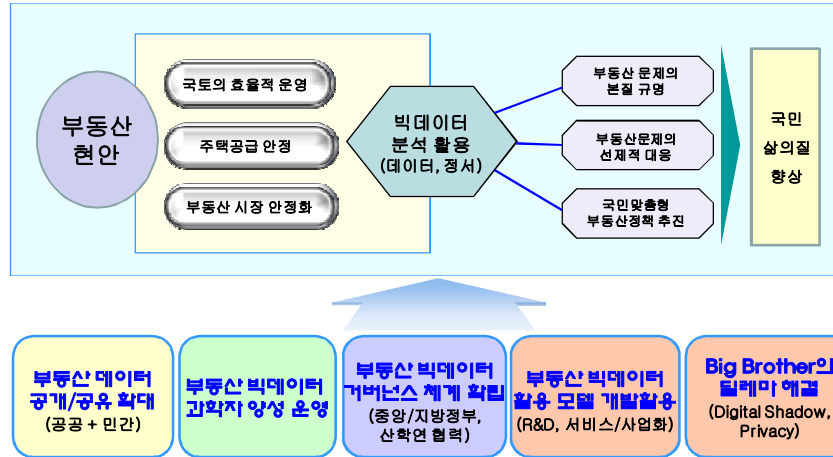 부동산
현안
국토의 효율적 운영
주택공급 안정
부동산 시장 안정화
빅데이터
분석 활용
(데이터, 정서)
부동산 문제의
본질 규명
부동산문제의
선제적 대응
국민맞춤형
부동산정책 추진
국민
삶의질
향상
부동산 데이터
공개/공유 확대
(공공 + 민간)
부동산 빅데이터
과학자 양성 운영
부동산 빅데이터
거버넌스 체계 확립
(중앙/지방정부,
산학연 협력)
부동산 빅데이터
활용 모델 개발활용
(R&D, 서비스/사업화)
Big Brother의
딜레마 해결
(Digital Shadow,
Privacy)